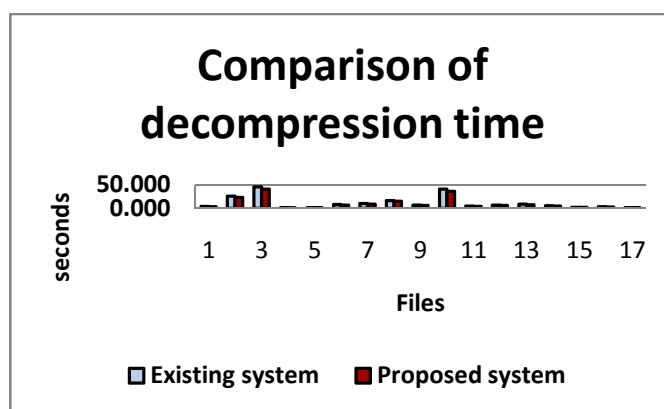 Comparison of
decompression time
50.000
0.000
seconds
1 3 5 7 9 11 13 15 17
Files
Existing system Proposed system